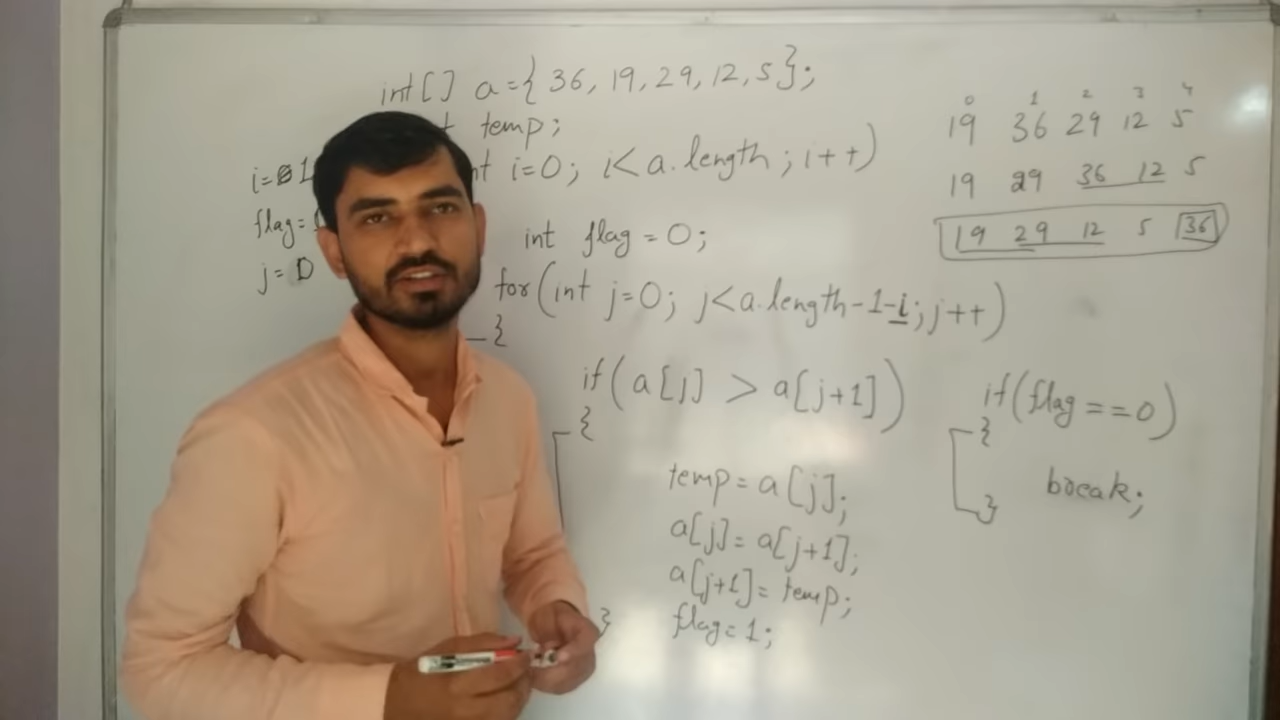 int[] a={36, 19, 29, 12, 5};
temp;
i=0; i<a.length; i++)
int flag = 0;
for(int j=0; j<a.length-1-i; j++)
{
if(a[j] > a[j+1])
{
temp = a[j];
a[j] = a[j+1];
a[j+1] = temp;
flag = 1;
}
if(flag==0)
{
break;
}
i=0 1
flag=
j=0
0 1 2 3 4
19 36 29 12 5
19 29 36 12 5
19 29 12 5 36